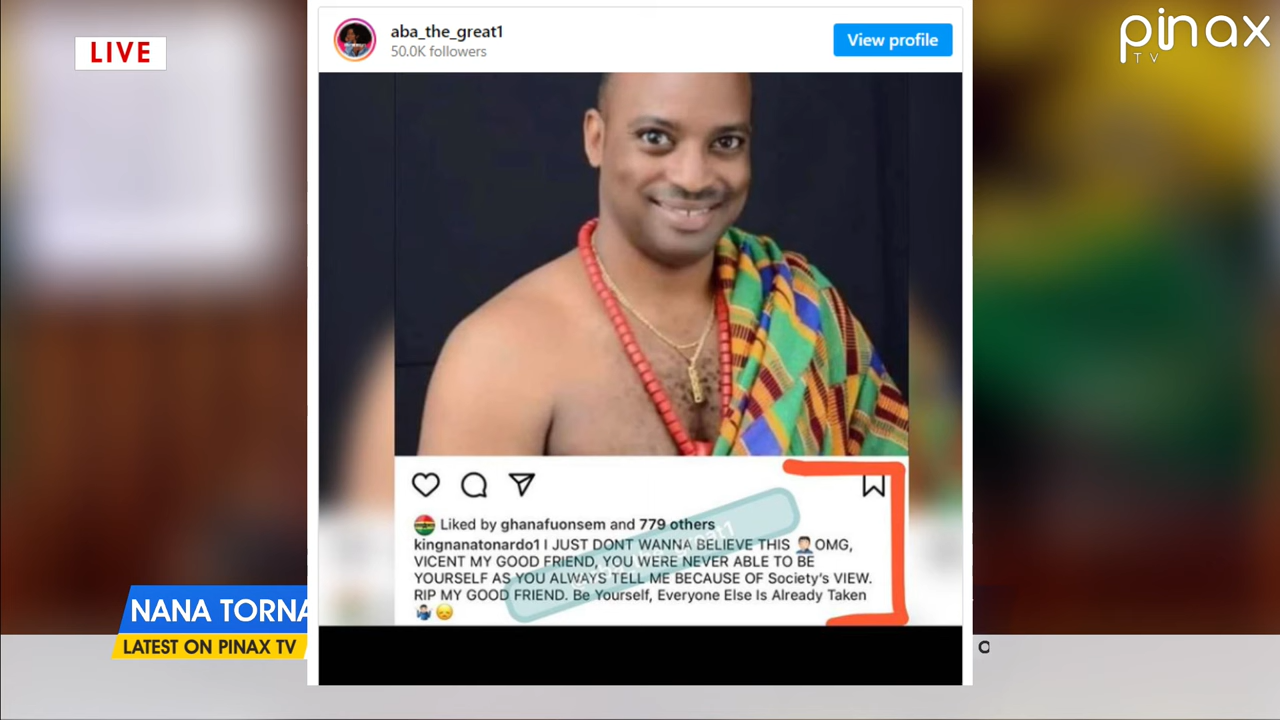 LIVE
pinax
TV
aba_the_great1
50.0K followers
View profile
Liked by ghanafuonsem and 779 others
kingnanatonardo1 I JUST DONT WANNA BELIEVE THIS 🤦🏻‍♂️OMG,
VICENT MY GOOD FRIEND, YOU WERE NEVER ABLE TO BE
YOURSELF AS YOU ALWAYS TELL ME BECAUSE OF Society's VIEW.
RIP MY GOOD FRIEND. Be Yourself, Everyone Else Is Already Taken
🤷🏻‍♂️😞
NANA TORNA
LATEST ON PINAX TV